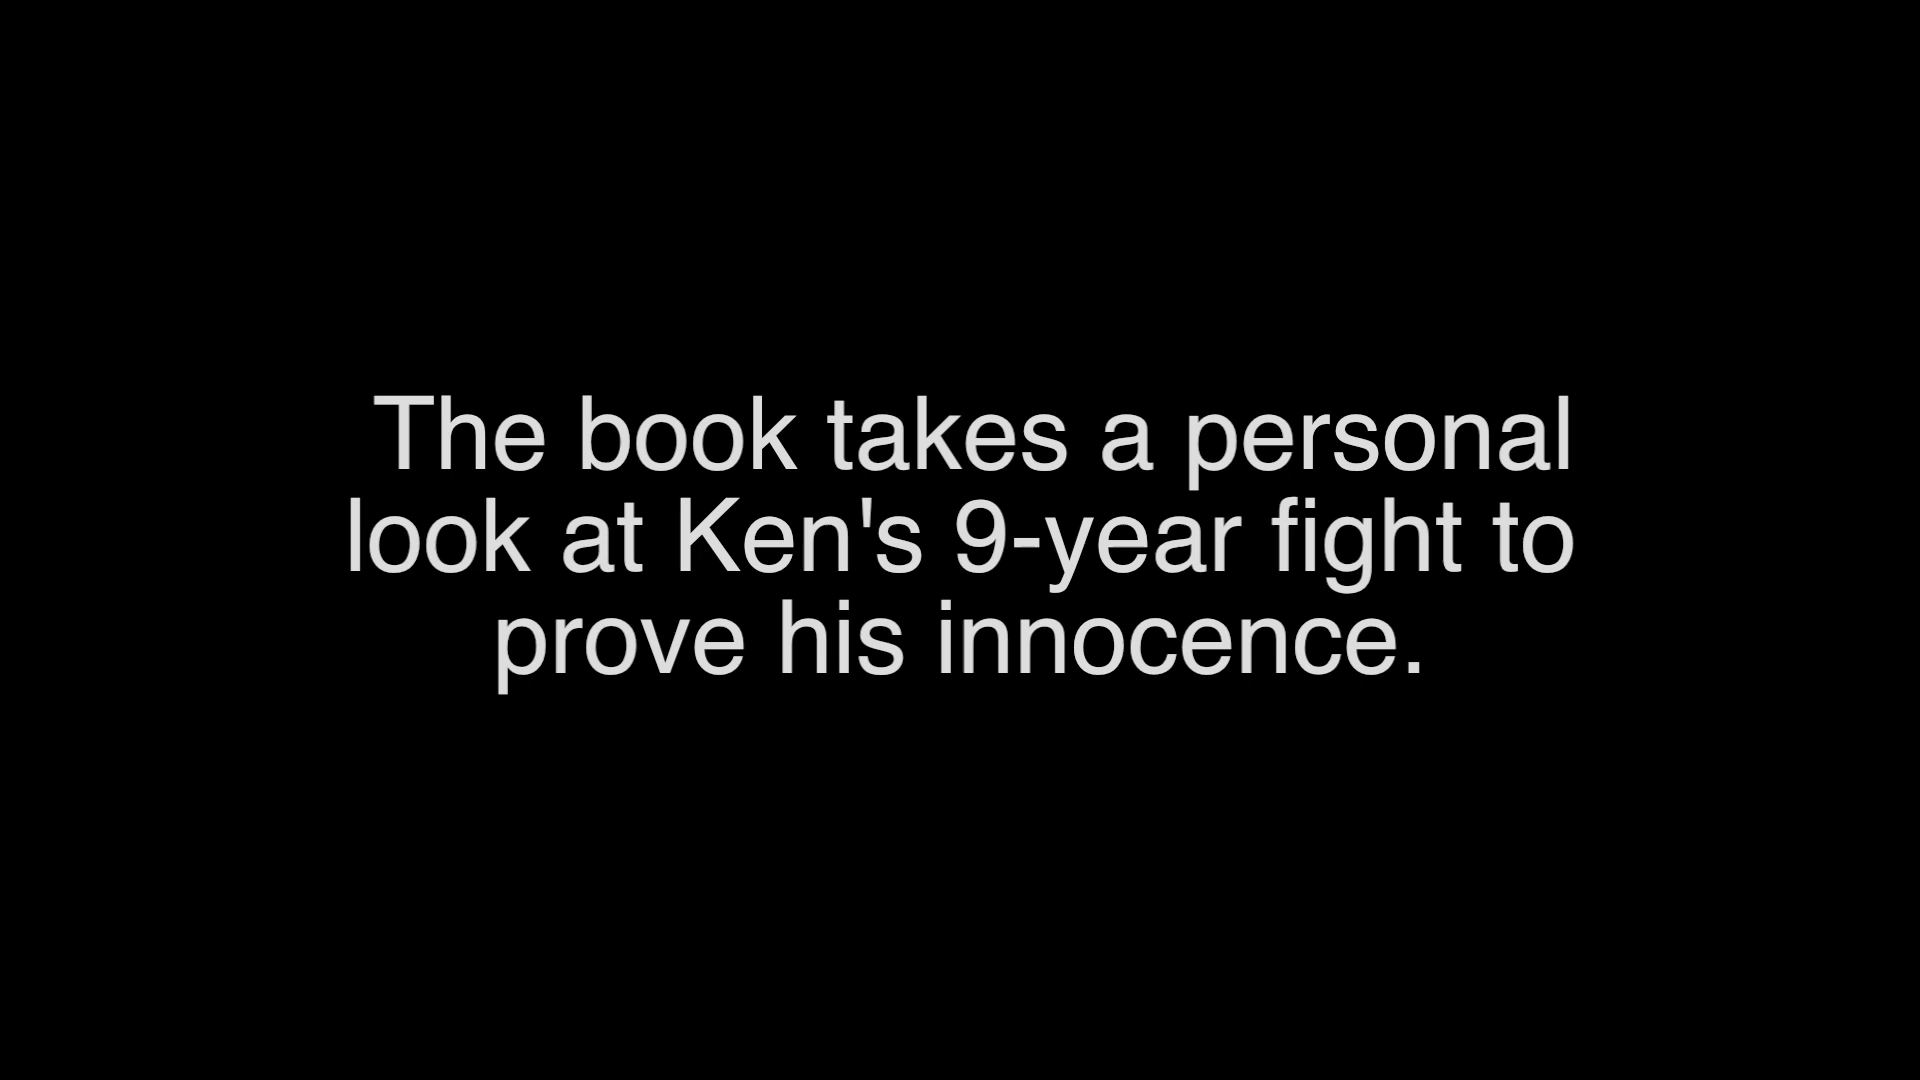 The book takes a personal
look at Ken's 9-year fight to
prove his innocence.